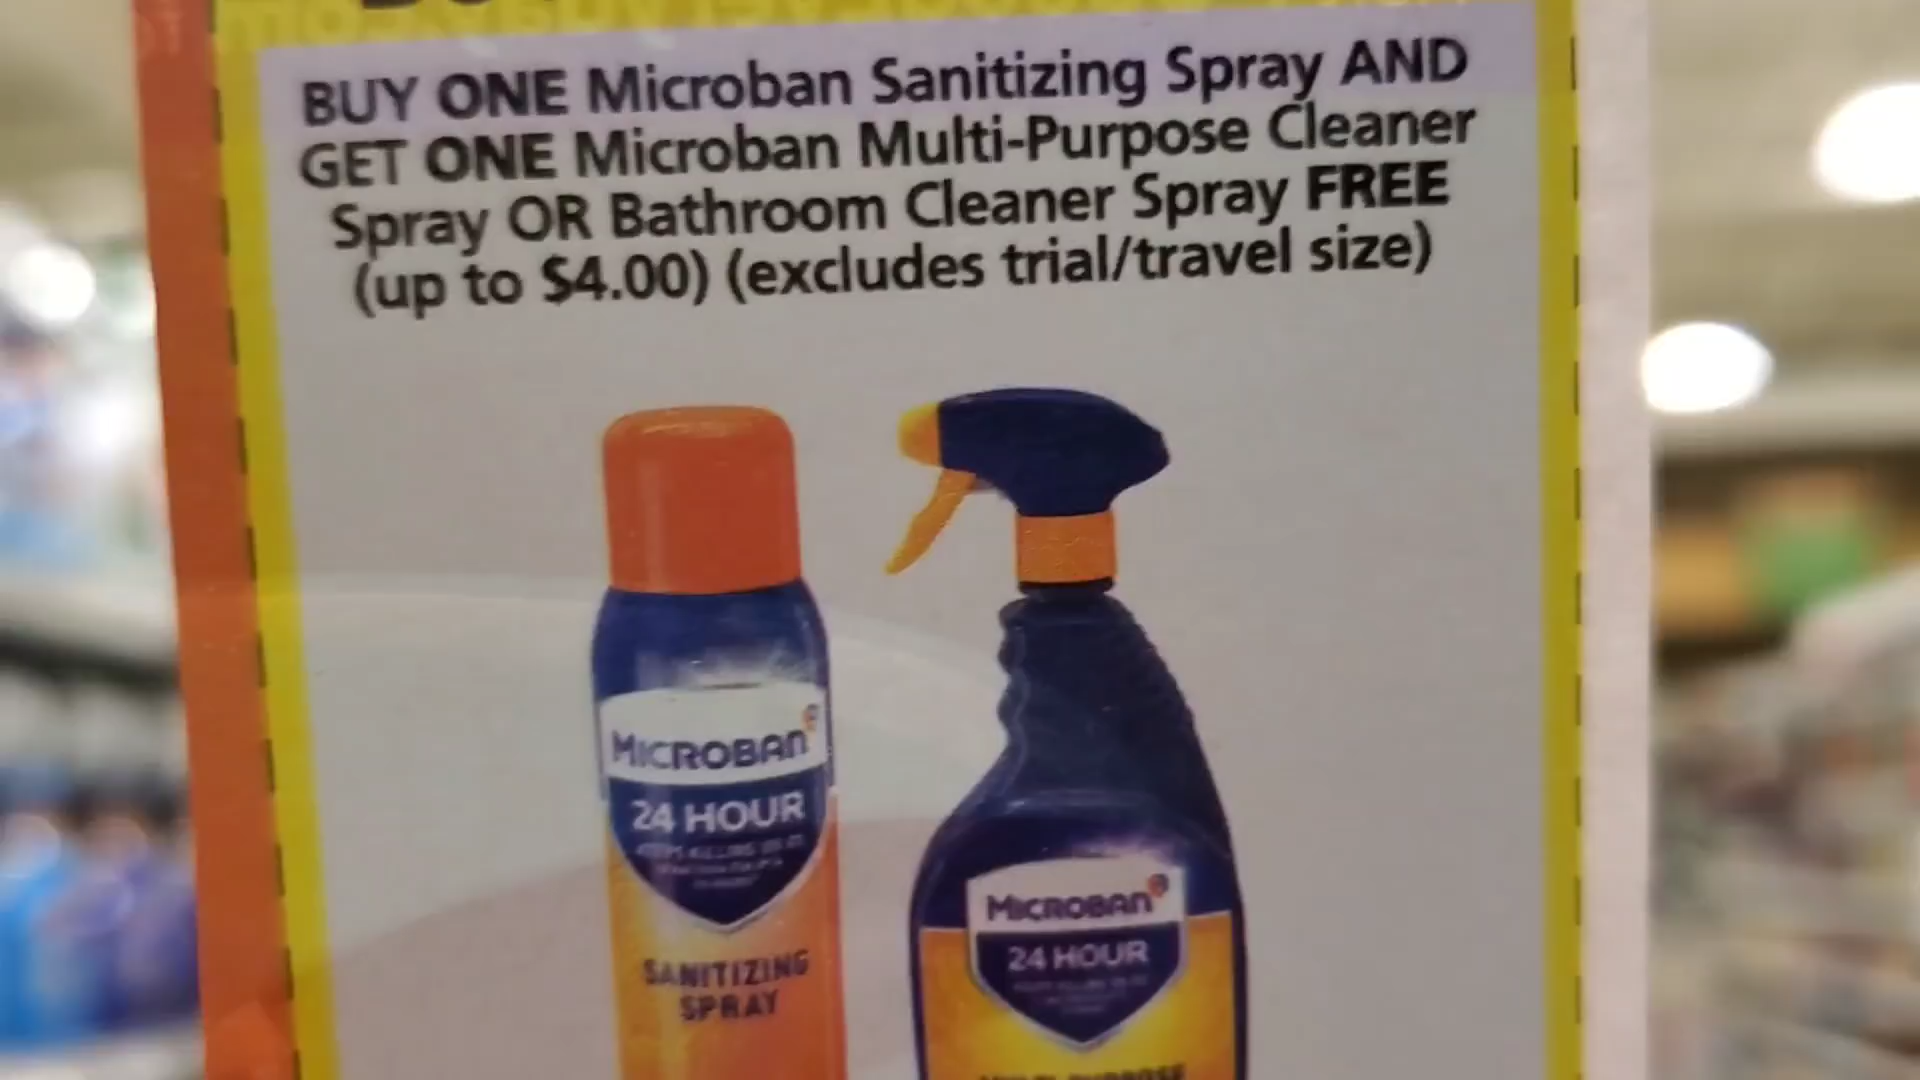 BUY ONE Microban Sanitizing Spray AND
GET ONE Microban Multi-Purpose Cleaner
Spray OR Bathroom Cleaner Spray FREE
(up to $4.00) (excludes trial/travel size)
MICROBAN
24 HOUR
SANITIZING
SPRAY
MICROBAN
24 HOUR